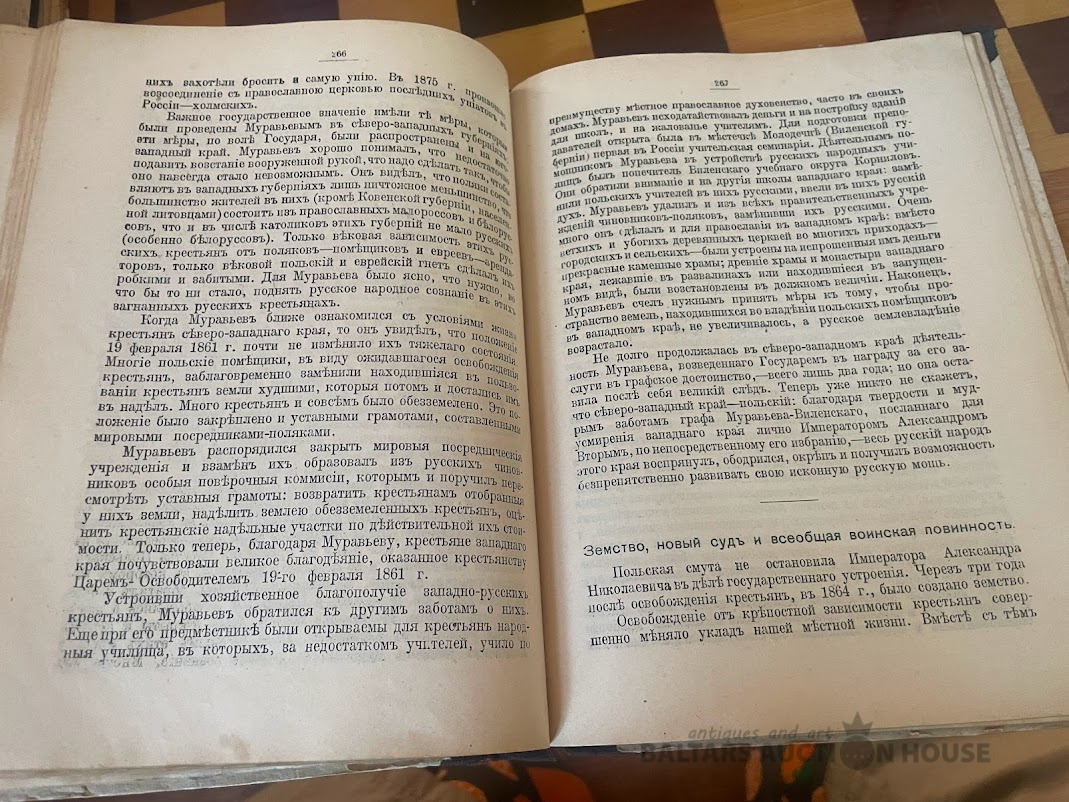 266
нихъ захотѣли бросить и самую унію. Въ 1875 г. произошло
возсоединеніе съ православною церковью послѣднихъ уніатовъ въ
Россіи—холмскихъ.
Важное государственное значеніе имѣли тѣ мѣры, которыя
были проведены Муравьевымъ въ сѣверо-западныхъ губерніяхъ;
эти мѣры, по волѣ Государя, были распространены и на юго-
западный край. Муравьевъ хорошо понималъ, что недостаточно
подавить возстаніе вооруженной рукой, что надо сдѣлать такъ, чтобы
оно навсегда стало невозможнымъ. Онъ видѣлъ, что поляки соста-
вляютъ въ западныхъ губерніяхъ лишь ничтожное меньшинство, что
большинство жителей въ нихъ (кромѣ Ковенской губерніи, населен-
ной литовцами) состоитъ изъ православныхъ малороссовъ и бѣлорус-
совъ, что и въ числѣ католиковъ этихъ губерній не мало русскихъ
(особенно бѣлоруссовъ). Только вѣковая зависимость этихъ рус-
скихъ крестьянъ отъ поляковъ—помѣщиковъ и евреевъ—аренда-
торовъ, только вѣковой польскій и еврейскій гнетъ сдѣлалъ ихъ
робкими и забитыми. Для Муравьева было ясно, что нужно, во
что бы то ни стало, поднять русское народное сознаніе въ этихъ
загнанныхъ русскихъ крестьянахъ.
Когда Муравьевъ ближе ознакомился съ условіями жизни
крестьянъ сѣверо-западнаго края, то онъ увидѣлъ, что положеніе
19 февраля 1861 г. почти не измѣнило ихъ тяжелаго состоянія.
Многіе польскіе помѣщики, въ виду ожидавшагося освобожденія
крестьянъ, заблаговременно замѣнили находившіяся въ пользо-
ваніи крестьянъ земли худшими, которыя потомъ и достались имъ
въ надѣлъ. Много крестьянъ и совсѣмъ было обезземелено. Это по-
ложеніе было закрѣплено и уставными грамотами, составленными
мировыми посредниками-поляками.
Муравьевъ распорядился закрыть мировыя посредническія
учрежденія и взамѣнъ ихъ образовалъ изъ русскихъ чинов-
никовъ особыя повѣрочныя комиссіи, которымъ и поручилъ пере-
смотрѣть уставныя грамоты: возвратить крестьянамъ отобранныя
у нихъ земли, надѣлить землею обезземеленныхъ крестьянъ, оцѣ-
нить крестьянскіе надѣльные участки по дѣйствительной ихъ стои-
мости. Только теперь, благодаря Муравьеву, крестьяне западнаго
края почувствовали великое благодѣяніе, оказанное крестьянству
Царемъ-Освободителемъ 19-го февраля 1861 г.
Устроивши хозяйственное благополучіе западно-русскихъ
крестьянъ, Муравьевъ обратился къ другимъ заботамъ о нихъ.
Еще при его предмѣстникѣ были открываемы для крестьянъ народ-
ныя училища, въ которыхъ, за недостаткомъ учителей, учило по
267
преимуществу мѣстное православное духовенство, часто въ своихъ
домахъ. Муравьевъ исходатайствовалъ деньги и на постройку зданій
для школъ, и на жалованье учителямъ. Для подготовки препо-
давателей открыта была въ мѣстечкѣ Молодечнѣ (Виленской гу-
берніи) первая въ Россіи учительская семинарія. Дѣятельнымъ по-
мощникомъ Муравьева въ устройствѣ русскихъ народныхъ учи-
лищъ былъ попечитель Виленскаго учебнаго округа Корниловъ.
Они обратили вниманіе и на другія школы западнаго края: замѣ-
нили польскихъ учителей въ нихъ русскими, ввели въ нихъ русскій
духъ. Муравьевъ удалилъ и изъ всѣхъ правительственныхъ учре-
жденій чиновниковъ-поляковъ, замѣнивши ихъ русскими. Очень
много онъ сдѣлалъ и для православія въ западномъ краѣ: вмѣсто
ветхихъ и убогихъ деревянныхъ церквей во многихъ приходахъ—
городскихъ и сельскихъ—были устроены на испрошенныя имъ деньги
прекрасные каменные храмы; древніе храмы и монастыри западнаго
края, лежавшіе въ развалинахъ или находившіеся въ запущен-
номъ видѣ, были возстановлены въ должномъ величіи. Наконецъ,
Муравьевъ счелъ нужнымъ принять мѣры къ тому, чтобы про-
странство земель, находившихся во владѣніи польскихъ помѣщиковъ
въ западномъ краѣ, не увеличивалось, а русское землевладѣніе
возрастало.
Не долго продолжалась въ сѣверо-западномъ краѣ дѣятель-
ность Муравьева, возведеннаго Государемъ въ награду за его за-
слуги въ графское достоинство,—всего лишь два года; но она оста-
вила послѣ себя великій слѣдъ. Теперь уже никто не скажетъ,
что сѣверо-западный край—польскій: благодаря твердости и муд-
рымъ заботамъ графа Муравьева-Виленскаго, посланнаго для
усмиренія западнаго края лично Императоромъ Александромъ
Вторымъ, по непосредственному его избранію,—весь русскій народъ
этого края воспрянулъ, ободрился, окрѣпъ и получилъ возможность
безпрепятственно развивать свою исконную русскую мощь.
Земство, новый судъ и всеобщая воинская повинность.
Польская смута не остановила Императора Александра
Николаевича въ дѣлѣ государственнаго устроенія. Черезъ три года
послѣ освобожденія крестьянъ, въ 1864 г., было создано земство.
Освобожденіе отъ крѣпостной зависимости крестьянъ совер-
шенно мѣняло укладъ нашей мѣстной жизни. Вмѣстѣ съ тѣмъ
antiques and art
BALTARS AUCTION HOUSE